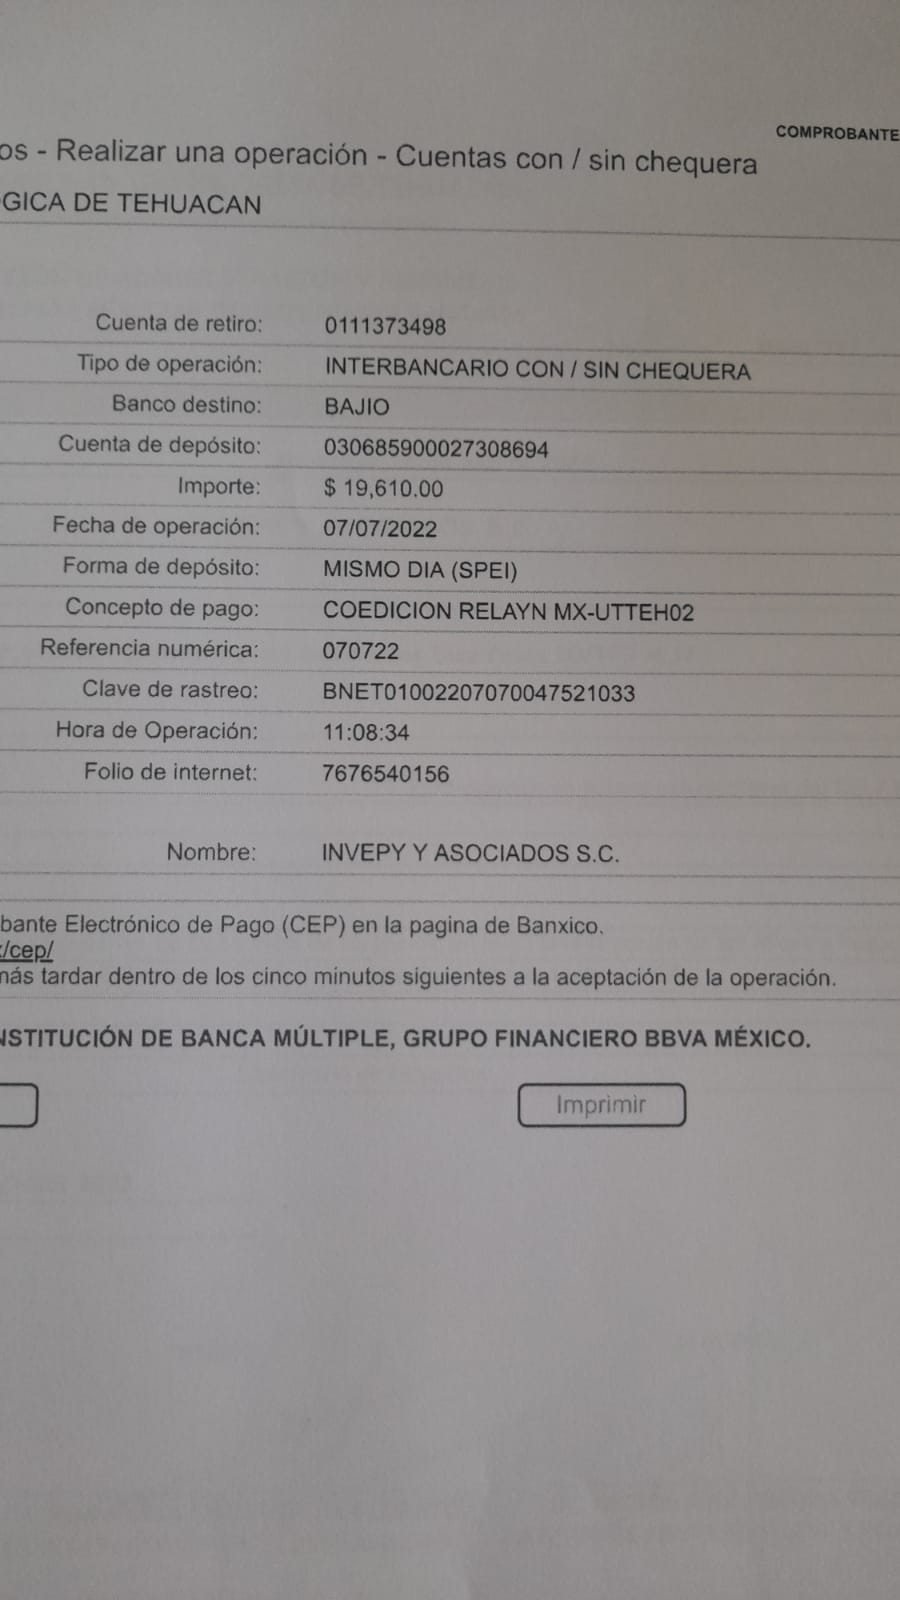 COMPROBANTE
os - Realizar una operación - Cuentas con / sin chequera
GICA DE TEHUACAN
Cuenta de retiro: 0111373498
Tipo de operación: INTERBANCARIO CON / SIN CHEQUERA
Banco destino: BAJIO
Cuenta de depósito: 030685900027308694
Importe: $ 19,610.00
Fecha de operación: 07/07/2022
Forma de depósito: MISMO DIA (SPEI)
Concepto de pago: COEDICION RELAYN MX-UTTEH02
Referencia numérica: 070722
Clave de rastreo: BNET01002207070047521033
Hora de Operación: 11:08:34
Folio de internet: 7676540156
Nombre: INVEPY Y ASOCIADOS S.C.
bante Electrónico de Pago (CEP) en la pagina de Banxico.
/cep/
más tardar dentro de los cinco minutos siguientes a la aceptación de la operación.
NSTITUCIÓN DE BANCA MÚLTIPLE, GRUPO FINANCIERO BBVA MÉXICO.
Imprimir